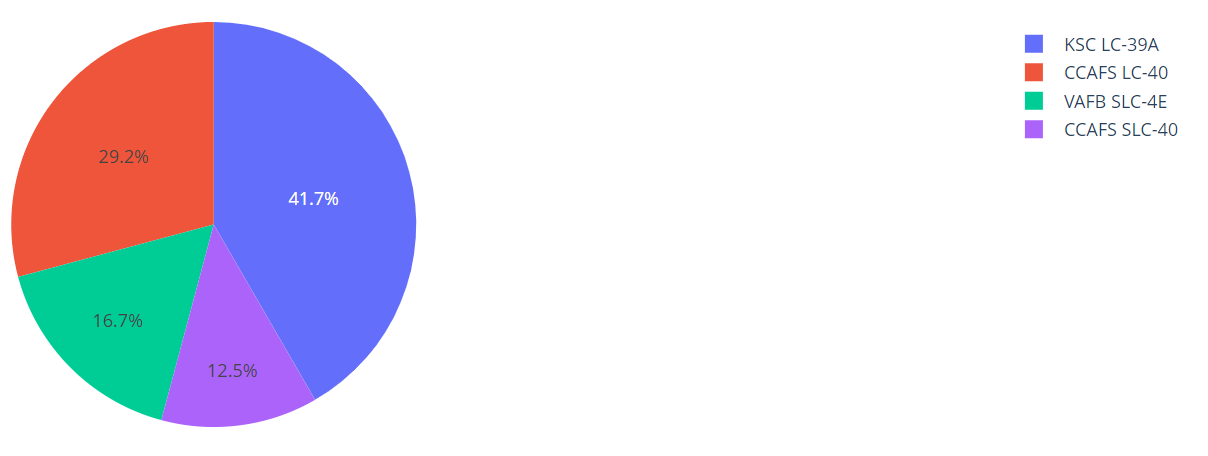 29.2%
41.7%
16.7%
12.5%
KSC LC-39A
CCAFS LC-40
VAFB SLC-4E
CCAFS SLC-40